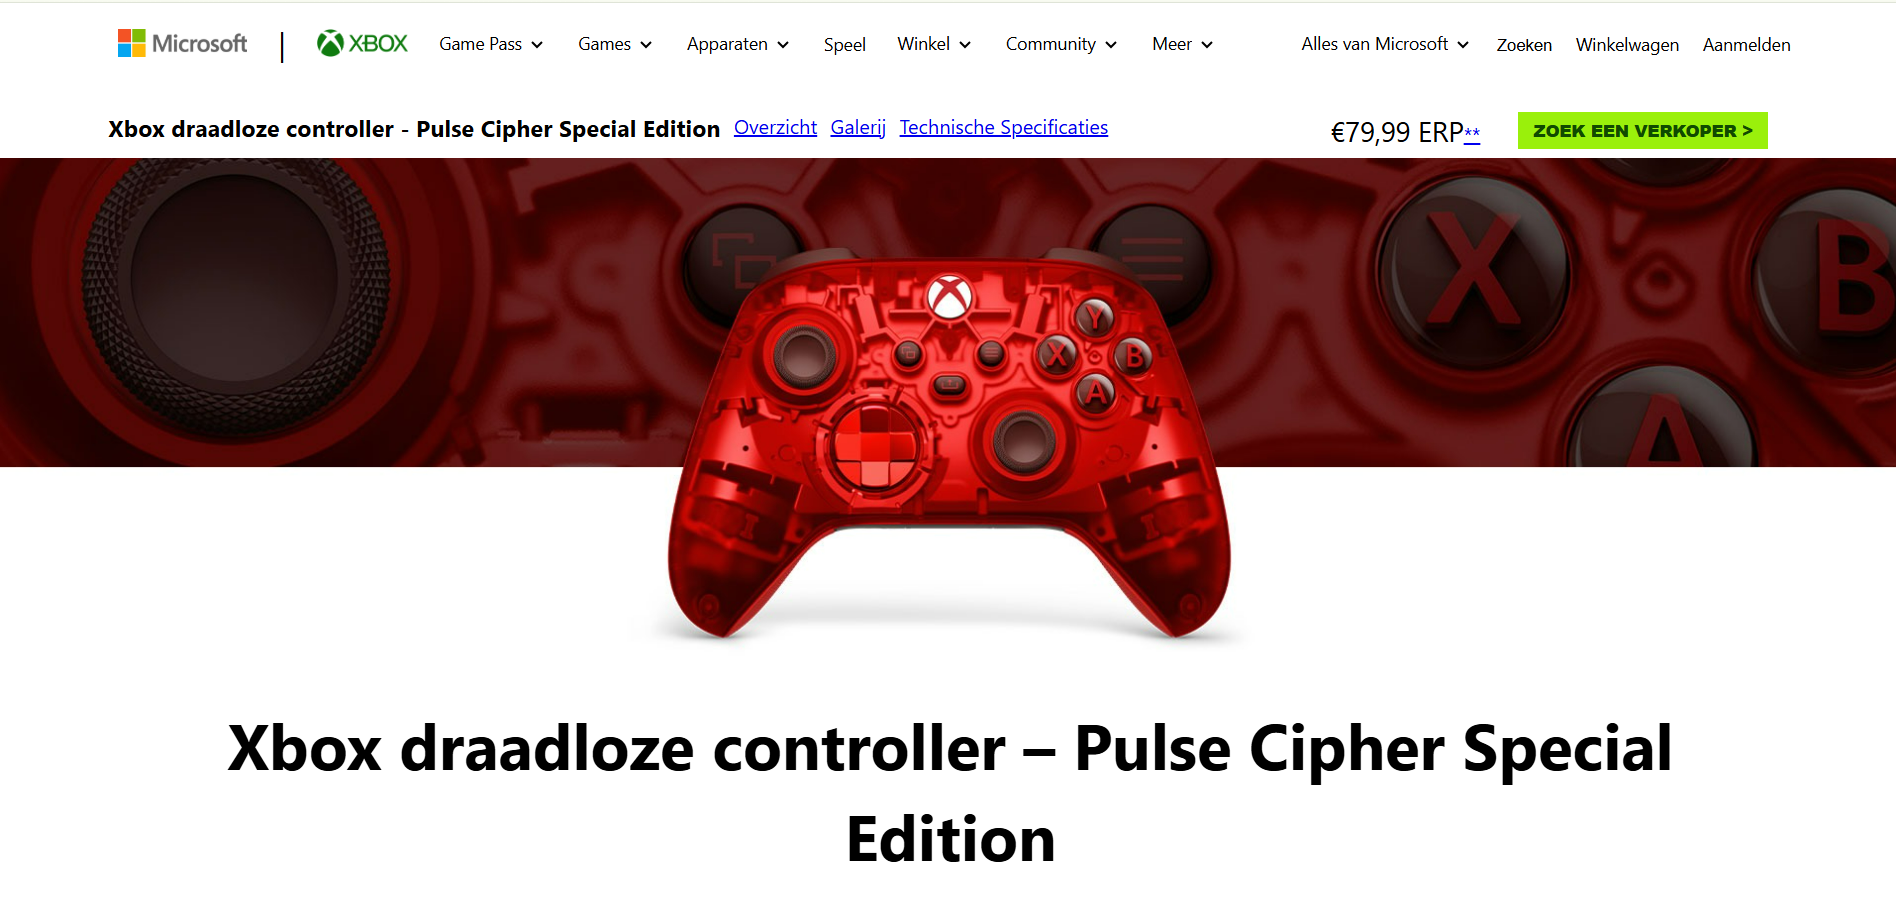 Microsoft | XBOX Game Pass Games Apparaten Speel Winkel Community Meer Alles van Microsoft Zoeken Winkelwagen Aanmelden
Xbox draadloze controller - Pulse Cipher Special Edition Overzicht Galerij Technische Specificaties €79,99 ERP** ZOEK EEN VERKOPER >
X
B
A
Y
X
B
A
Xbox draadloze controller – Pulse Cipher Special
Edition